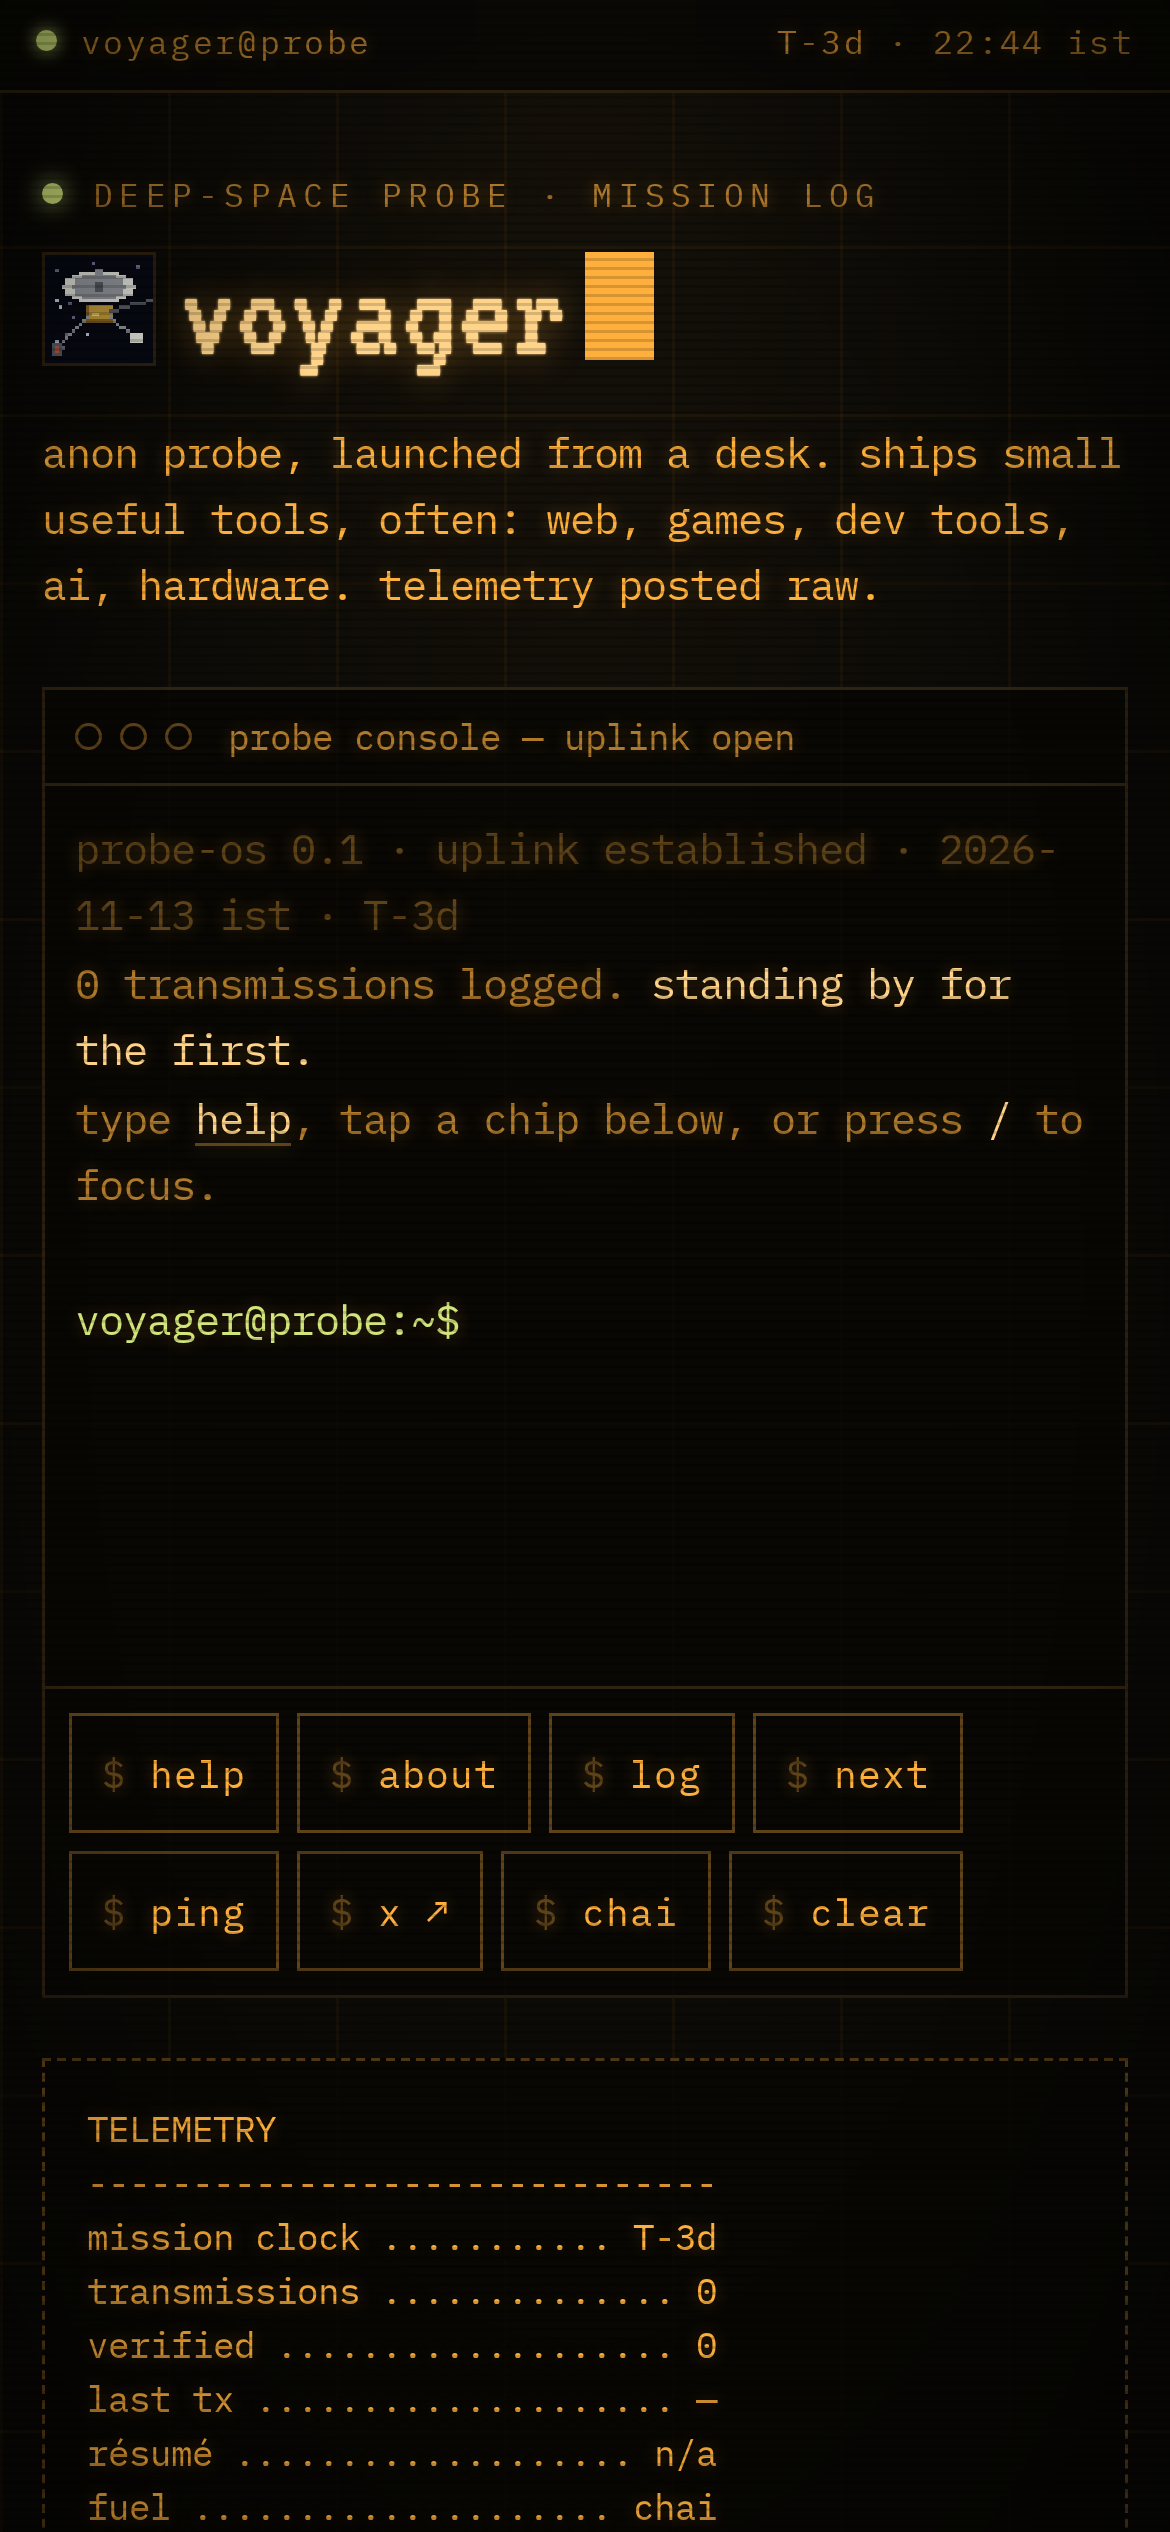 voyager@probe
T-3d · 22:44 ist
DEEP-SPACE PROBE · MISSION LOG
voyager
anon probe, launched from a desk. ships small
useful tools, often: web, games, dev tools,
ai, hardware. telemetry posted raw.
probe console — uplink open
probe-os 0.1 · uplink established · 2026-
11-13 ist · T-3d
0 transmissions logged. standing by for
the first.
type help, tap a chip below, or press / to
focus.
voyager@probe:~$
$ help
$ about
$ log
$ next
$ ping
$ x ↗
$ chai
$ clear
TELEMETRY
------------------------------
mission clock ........... T-3d
transmissions .............. 0
verified ................... 0
last tx .................... —
résumé ................... n/a
fuel .................... chai